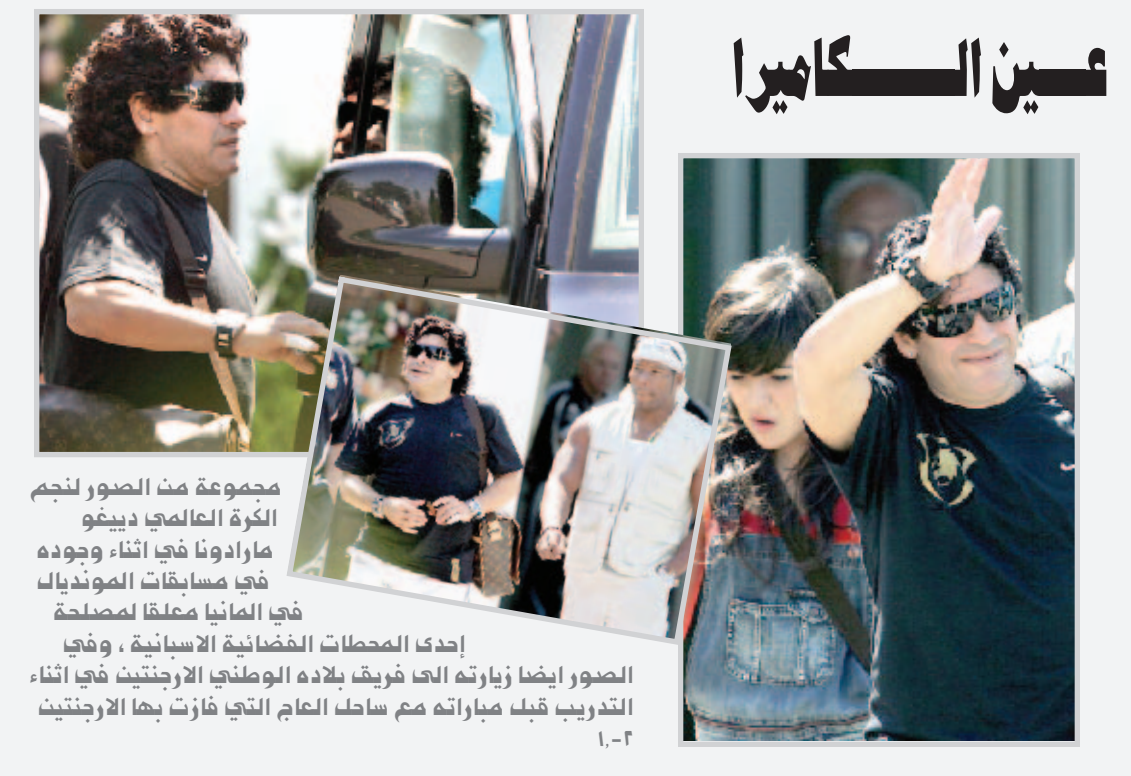 عين الكاميرا
مجموعة من الصور لنجم
الكرة العالمي دييغو
مارادونا في اثناء وجوده
في مسابقات المونديال
في المانيا معلقا لمصلحة
إحدى المحطات الفضائية الاسبانية ، وفي
الصور ايضا زيارته الى فريق بلاده الوطني الارجنتين في اثناء
التدريب قبل مباراته مع ساحل العاج التي فازت بها الارجنتين
٢-١,